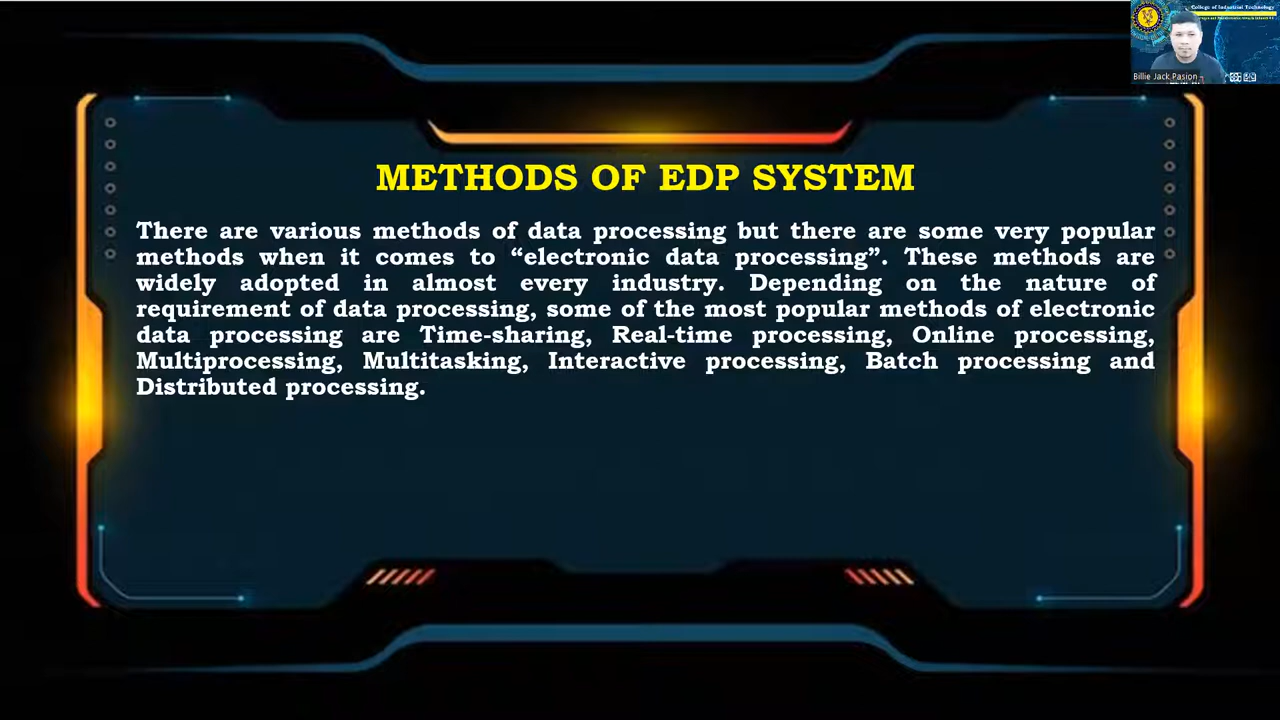 College of Industrial Technology
METHODS OF EDP SYSTEM
There are various methods of data processing but there are some very popular
methods when it comes to “electronic data processing”. These methods are
widely adopted in almost every industry. Depending on the nature of
requirement of data processing, some of the most popular methods of electronic
data processing are Time-sharing, Real-time processing, Online processing,
Multiprocessing, Multitasking, Interactive processing, Batch processing and
Distributed processing.
Billie Jack Pasion